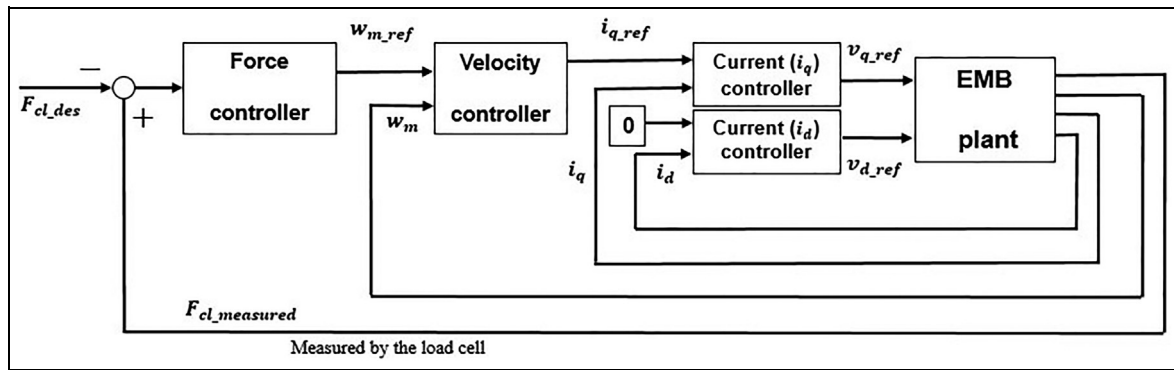 w_m_ref
i_q_ref
v_q_ref
Force
controller
Velocity
controller
Current (i_q)
controller
EMB
plant
−
F_cl_des
+
w_m
0
Current (i_d)
controller
i_q
i_d
v_d_ref
F_cl_measured
Measured by the load cell